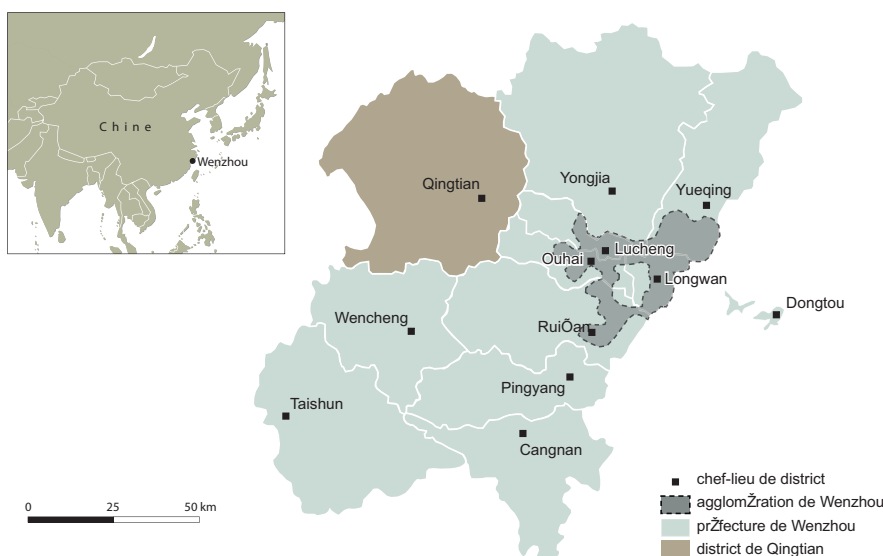 Chine
Wenzhou
Qingtian
Yongjia
Yueqing
Lucheng
Ouhai
Longwan
Dongtou
Wencheng
RuiÕan
Pingyang
Taishun
Cangnan
0 25 50 km
chef-lieu de district
agglomŽration de Wenzhou
prŽfecture de Wenzhou
district de Qingtian